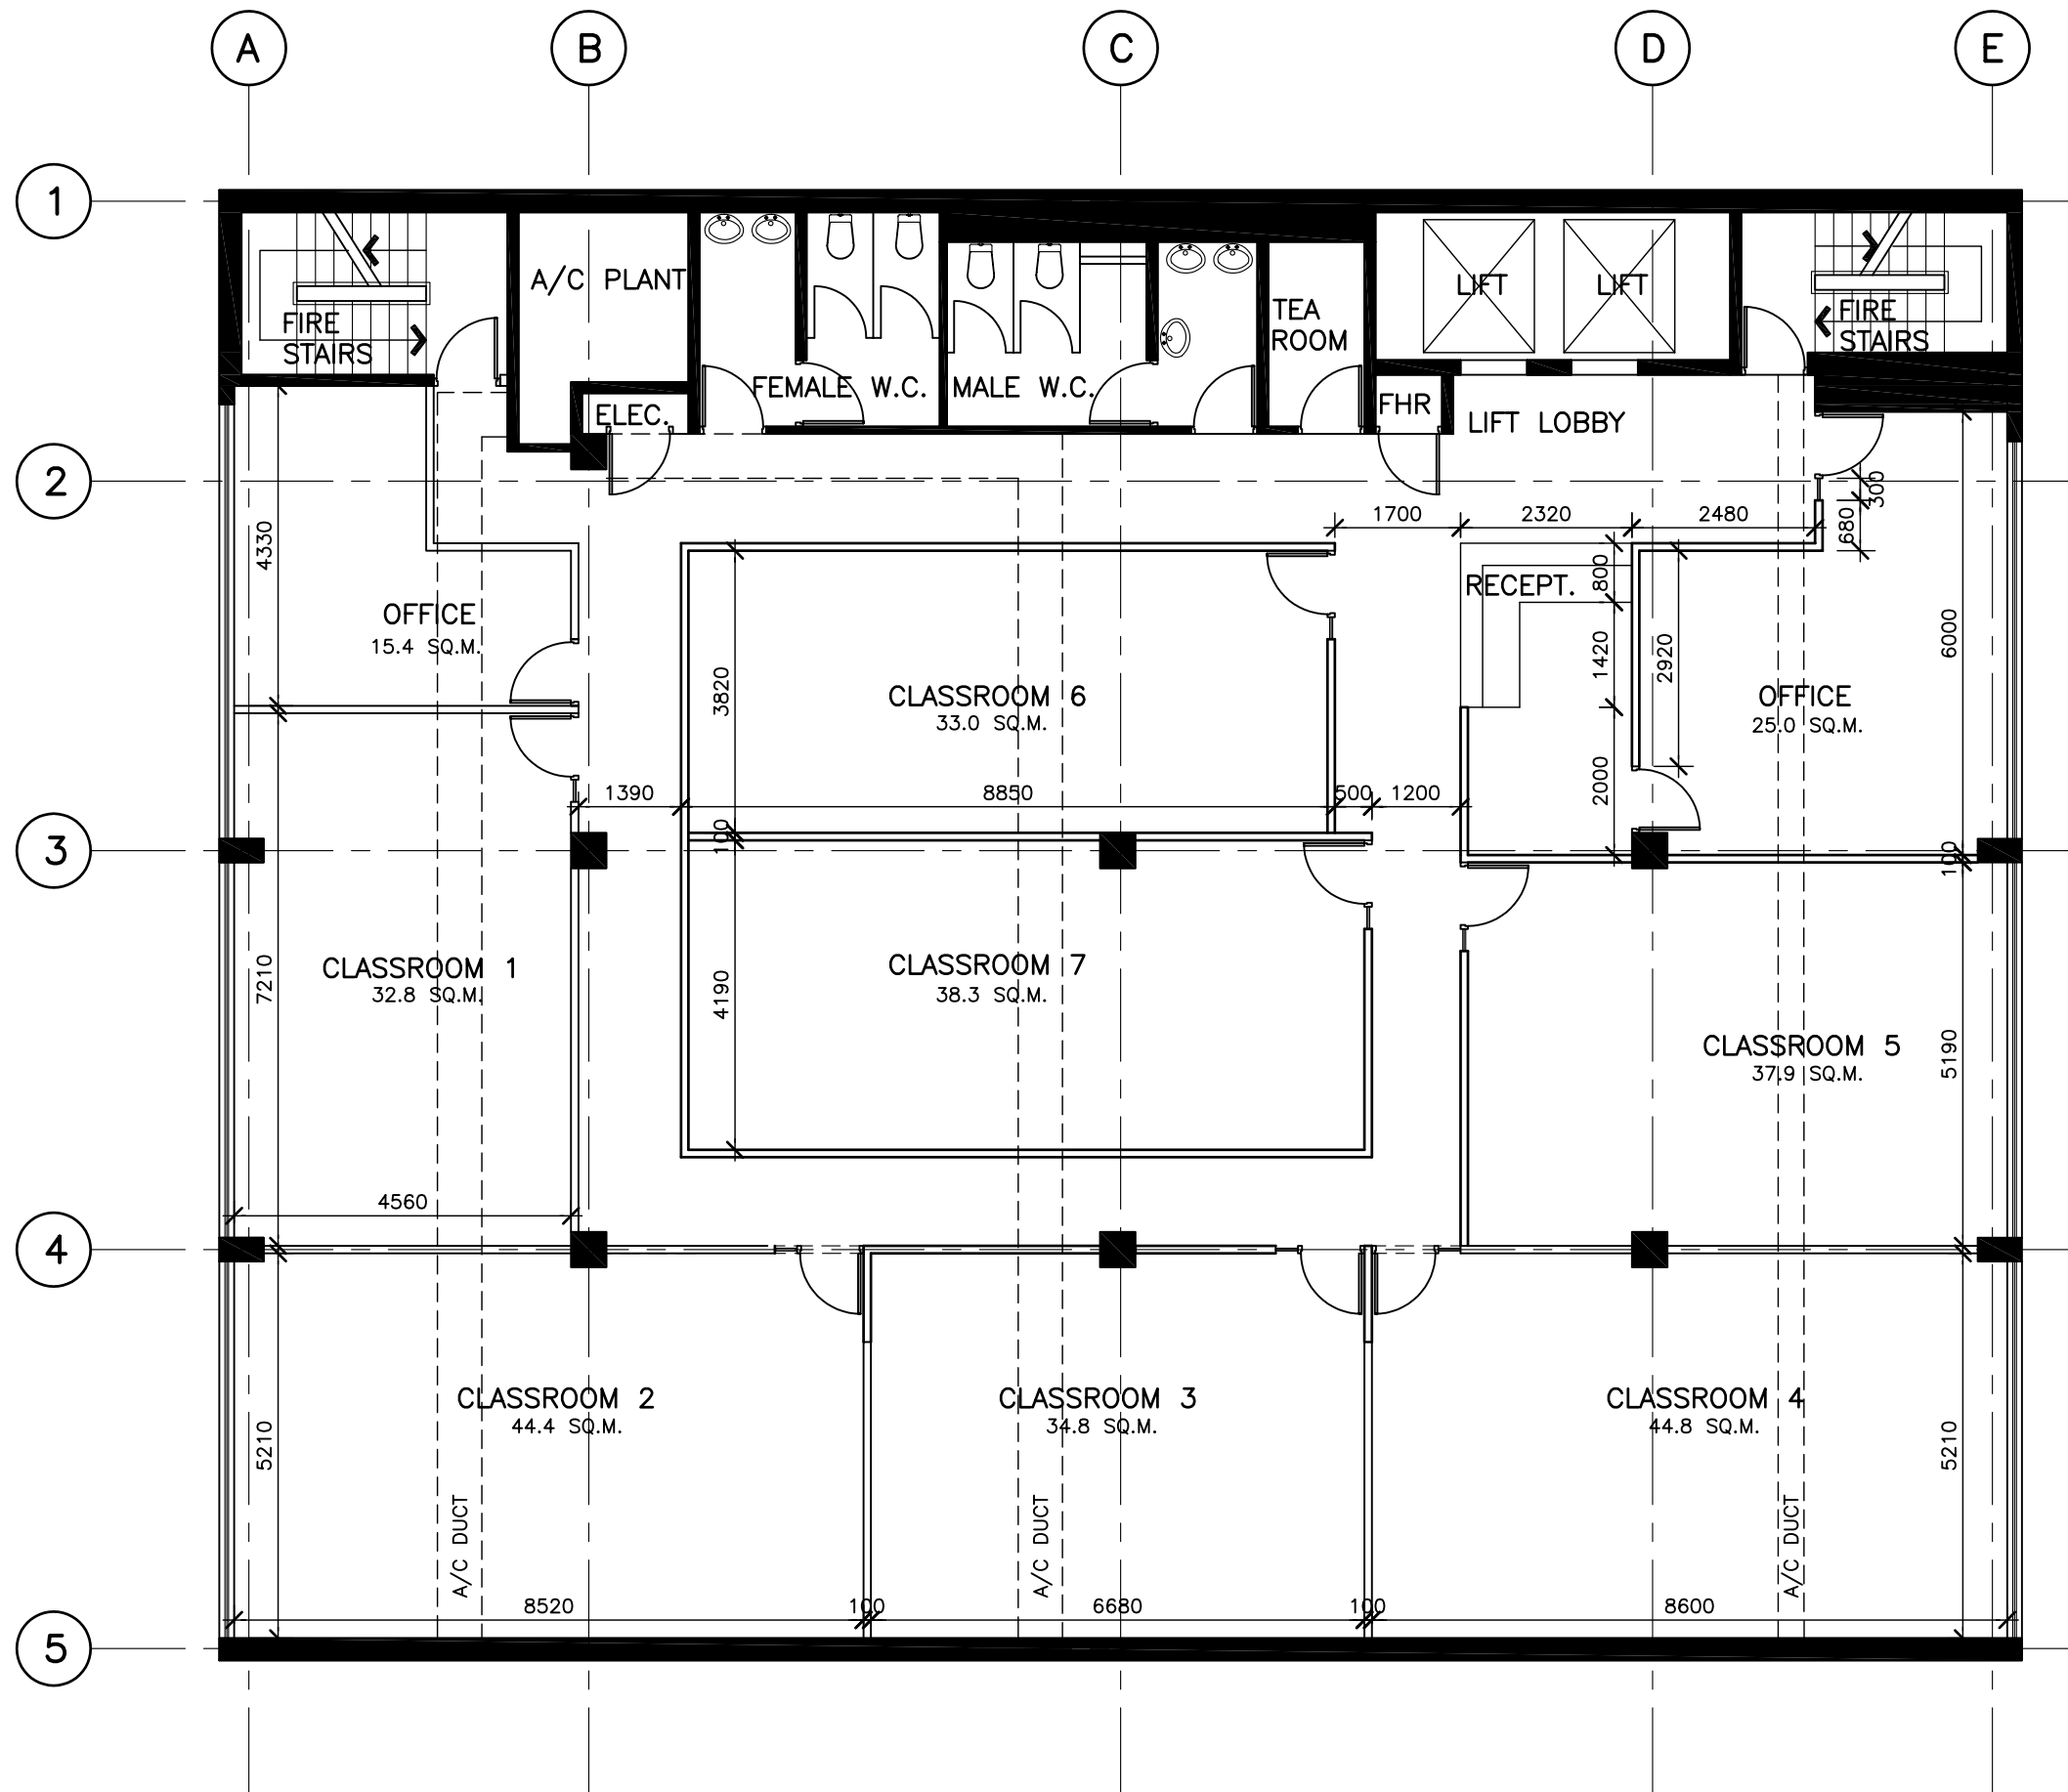 A B C D E
1
A/C PLANT
LIFT LIFT
FIRE
STAIRS
TEA
ROOM
FIRE
STAIRS
FEMALE W.C. MALE W.C.
ELEC.
FHR
LIFT LOBBY
2
300
1700 2320 2480
680
4330
800
RECEPT.
OFFICE
15.4 SQ.M.
1420
2920
6000
3820
CLASSROOM 6
33.0 SQ.M.
OFFICE
25.0 SQ.M.
2000
1390 8850 500 1200
3
100
100
CLASSROOM 1
32.8 SQ.M.
7210
CLASSROOM 7
38.3 SQ.M.
4190
CLASSROOM 5
37.9 SQ.M.
5190
4560
4
CLASSROOM 2
44.4 SQ.M.
CLASSROOM 3
34.8 SQ.M.
CLASSROOM 4
44.8 SQ.M.
5210
5210
A/C DUCT
A/C DUCT
A/C DUCT
8520 100 6680 100 8600
5